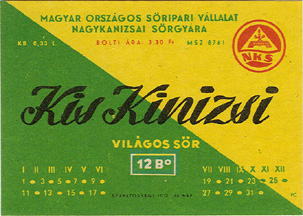 MAGYAR ORSZÁGOS SÖRIPARI VÁLLALAT
NAGYKANIZSAI SÖRGYÁRA
KB. 0,33 L. BOLTI ÁRA: 3.30 Ft MSZ 8761
NKS
Kis Kinizsi
VILÁGOS SÖR
12 B°
I II III IV V VI
VII VIII IX X XI XII
1 • 3 • 5 • 7 • 9 •
11 • 13 • 15 • 17
19 • 21 • 23 • 25 •
27 • 29 • 31 •